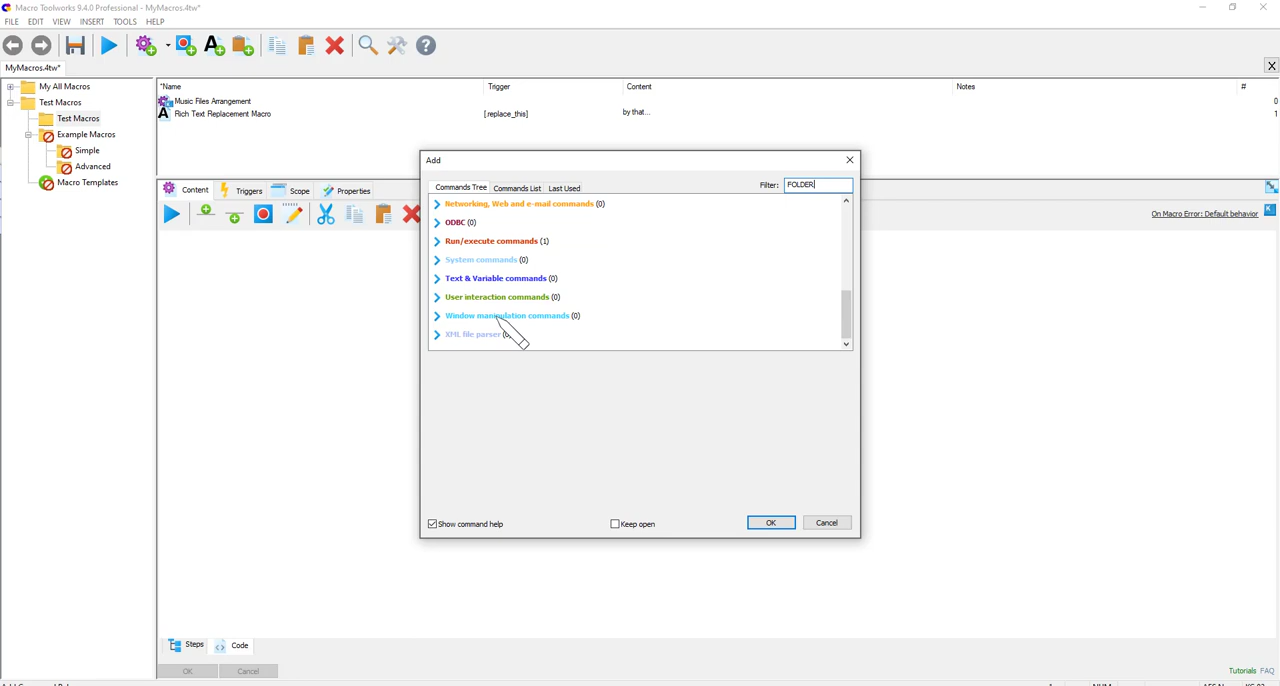 Macro Toolworks 9.4.0 Professional - MyMacros.4tw*
FILE EDIT VIEW INSERT TOOLS HELP
MyMacros.4tw*
My All Macros
Test Macros
Test Macros
Example Macros
Simple
Advanced
Macro Templates
*Name Trigger Content Notes #
Music Files Arrangement 0
Rich Text Replacement Macro [.replace_this] by that... 1
Content Triggers Scope Properties
On Macro Error: Default behavior
Add
Commands Tree Commands List Last Used Filter: FOLDER
Networking, Web and e-mail commands (0)
ODBC (0)
Run/execute commands (1)
System commands (0)
Text & Variable commands (0)
User interaction commands (0)
Window manipulation commands (0)
XML file parser
Show command help Keep open OK Cancel
Steps Code
OK Cancel
Tutorials FAQ